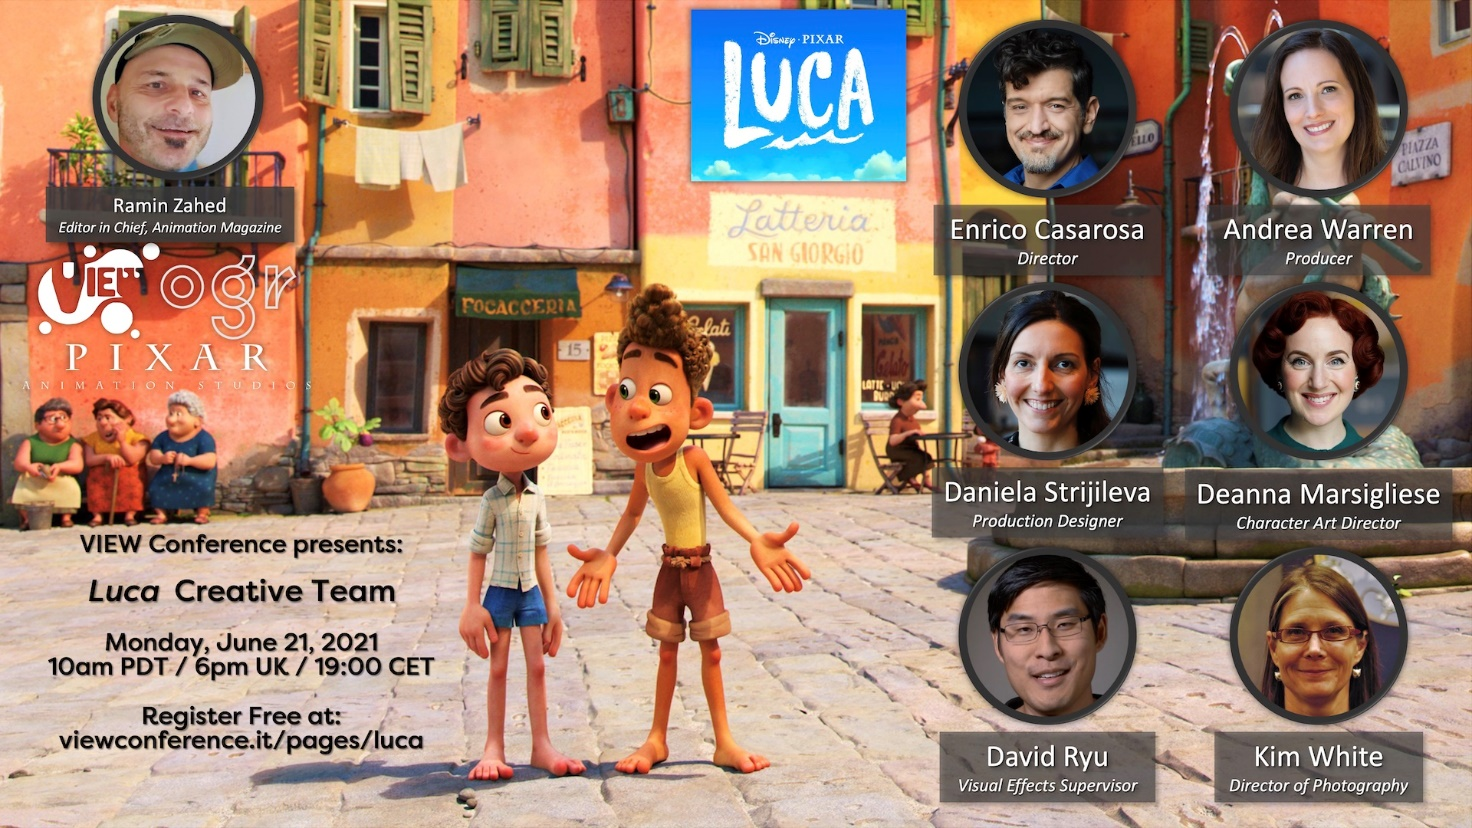 Ramin Zahed
Editor in Chief, Animation Magazine
VIEW
ogr
PIXAR
ANIMATION STUDIOS
VIEW Conference presents:
Luca Creative Team
Monday, June 21, 2021
10am PDT / 6pm UK / 19:00 CET
Register Free at:
viewconference.it/pages/luca
Disney · PIXAR
LUCA
Latteria
SAN GIORGIO
FOCACCERIA
15
Gelati
PIAZZA
CALVINO
Enrico Casarosa
Director
Andrea Warren
Producer
Daniela Strijileva
Production Designer
Deanna Marsigliese
Character Art Director
David Ryu
Visual Effects Supervisor
Kim White
Director of Photography